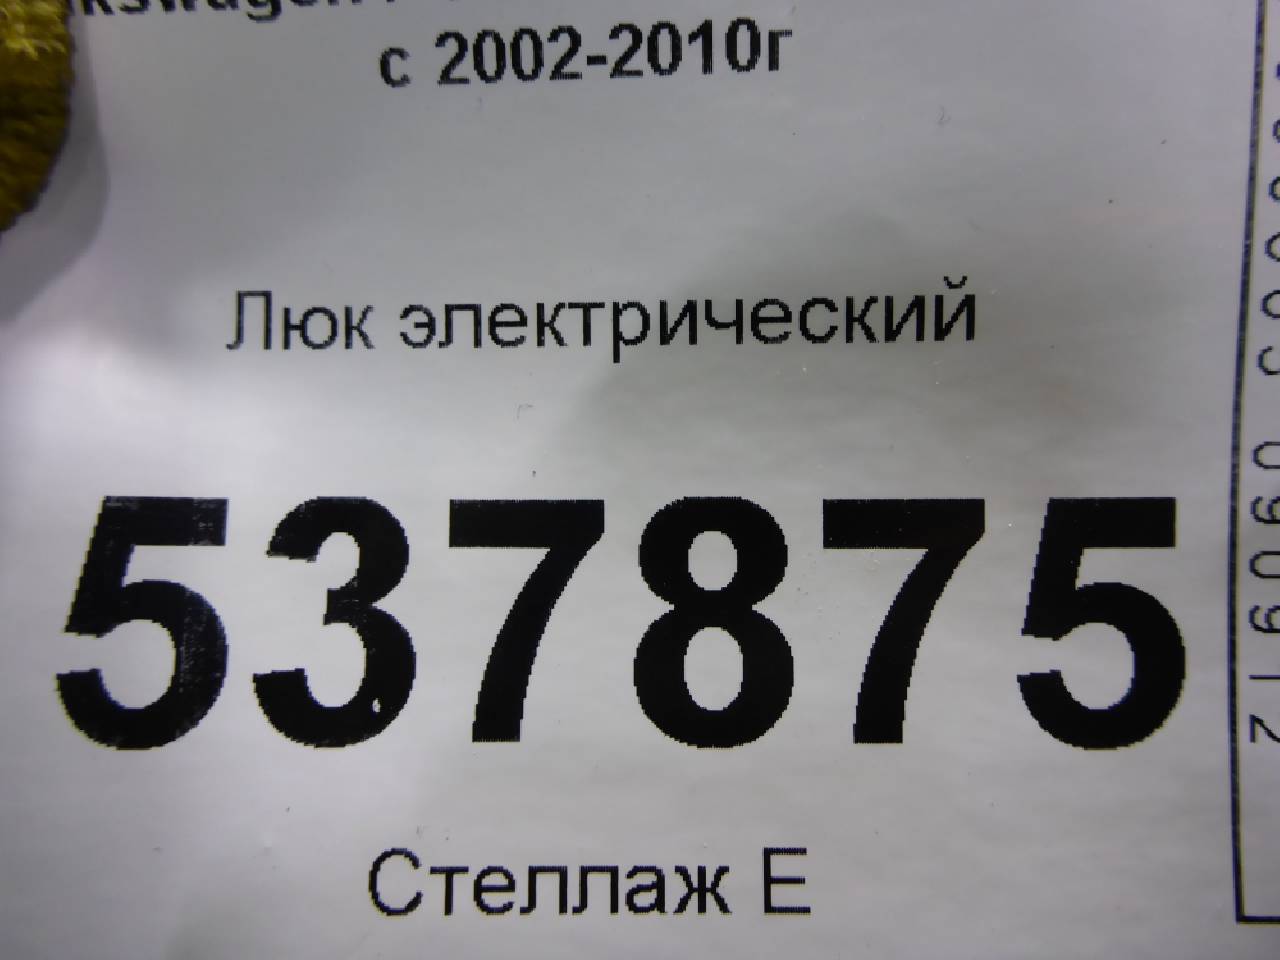 с 2002-2010г
Люк электрический
537875
Стеллаж Е